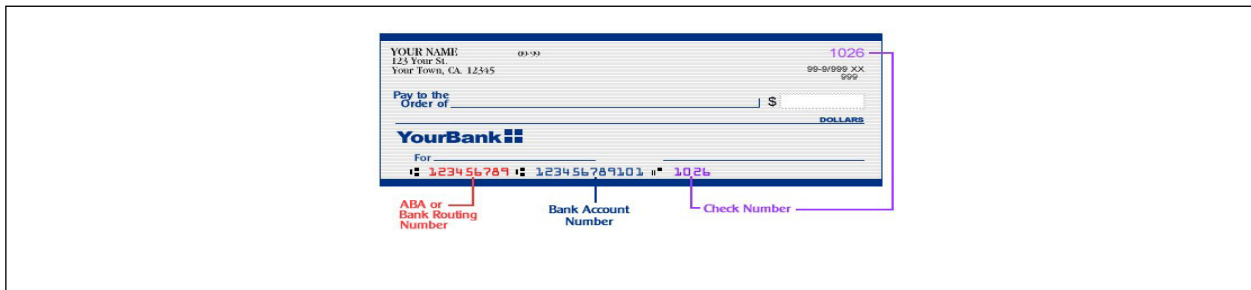 YOUR NAME 09-99 1026
123 Your St.
Your Town, CA. 12345
99-9/999 XX
999
Pay to the
Order of $
DOLLARS
YourBank
For
⑆ 123456789 ⑆ 123456789101 ⑈ 1026
ABA or
Bank Routing
Number
Bank Account
Number
Check Number